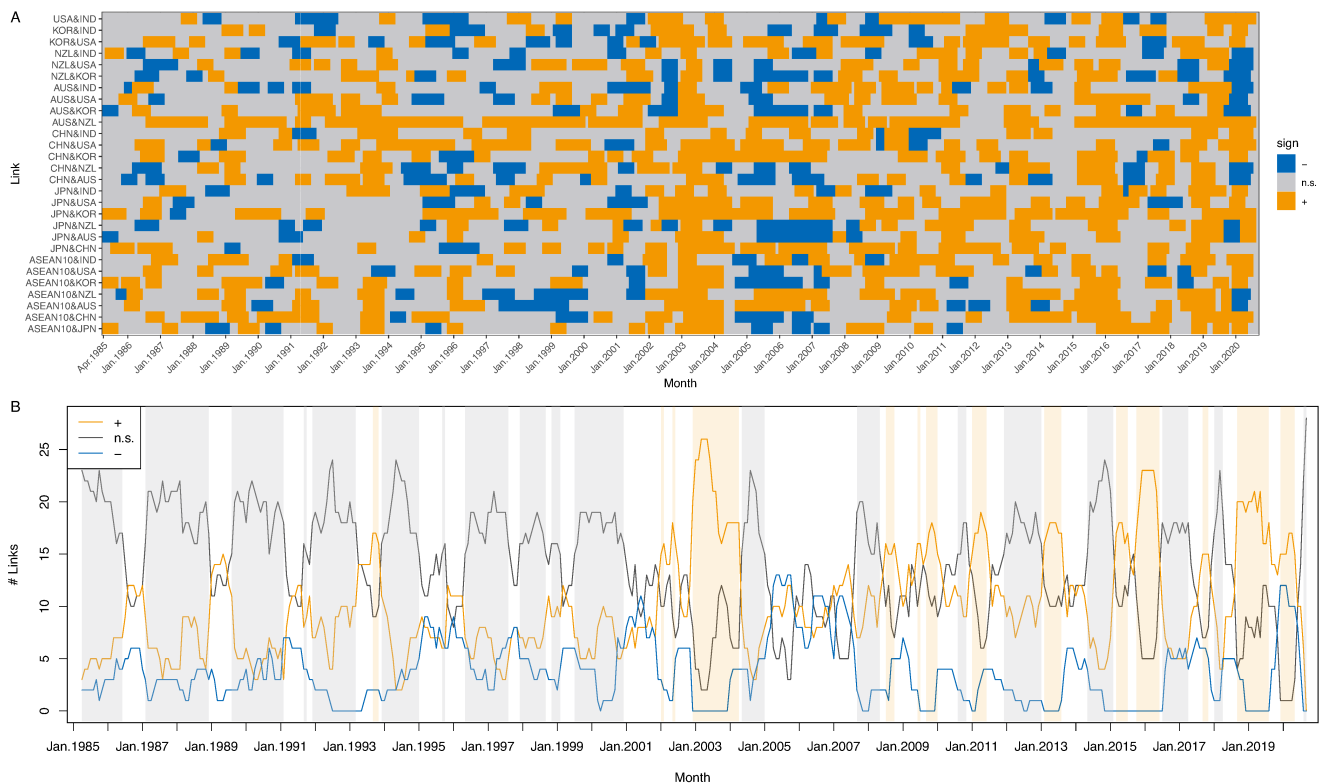 A
USA&IND
KOR&IND
KOR&USA
NZL&IND
NZL&USA
NZL&KOR
AUS&IND
AUS&USA
AUS&KOR
AUS&NZL
CHN&IND
CHN&USA
CHN&KOR
CHN&NZL
CHN&AUS
JPN&IND
JPN&USA
JPN&KOR
JPN&NZL
JPN&AUS
JPN&CHN
ASEAN10&IND
ASEAN10&USA
ASEAN10&KOR
ASEAN10&NZL
ASEAN10&AUS
ASEAN10&CHN
ASEAN10&JPN
Link
Apr.1985 Jan.1986 Jan.1987 Jan.1988 Jan.1989 Jan.1990 Jan.1991 Jan.1992 Jan.1993 Jan.1994 Jan.1995 Jan.1996 Jan.1997 Jan.1998 Jan.1999 Jan.2000 Jan.2001 Jan.2002 Jan.2003 Jan.2004 Jan.2005 Jan.2006 Jan.2007 Jan.2008 Jan.2009 Jan.2010 Jan.2011 Jan.2012 Jan.2013 Jan.2014 Jan.2015 Jan.2016 Jan.2017 Jan.2018 Jan.2019 Jan.2020
Month
sign
−
n.s.
+
B
+
n.s.
−
# Links
25
20
15
10
5
0
Jan.1985 Jan.1987 Jan.1989 Jan.1991 Jan.1993 Jan.1995 Jan.1997 Jan.1999 Jan.2001 Jan.2003 Jan.2005 Jan.2007 Jan.2009 Jan.2011 Jan.2013 Jan.2015 Jan.2017 Jan.2019
Month